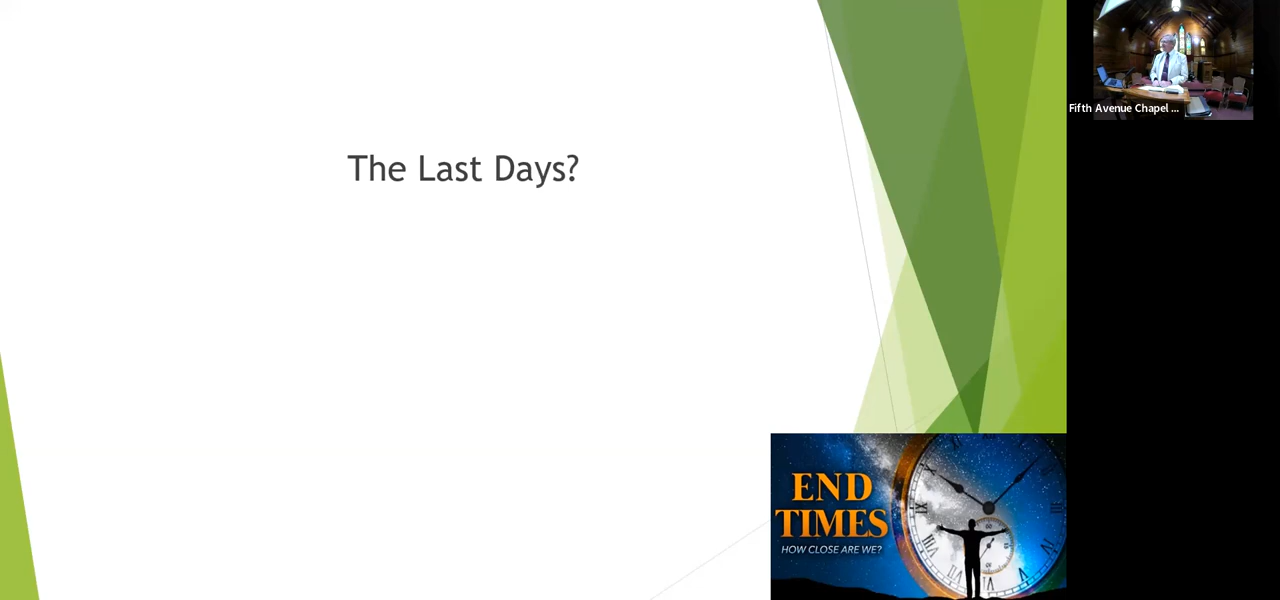 The Last Days?
Fifth Avenue Chapel ...
END
TIMES
HOW CLOSE ARE WE?